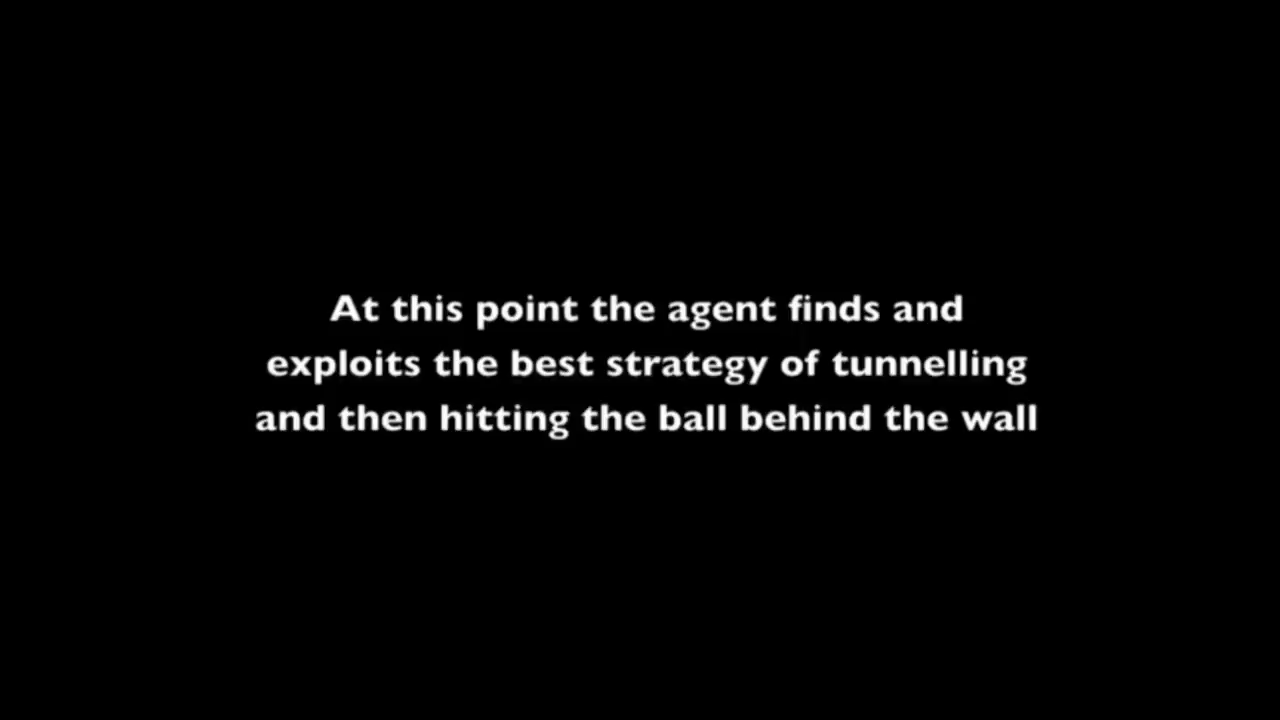 At this point the agent finds and
exploits the best strategy of tunnelling
and then hitting the ball behind the wall